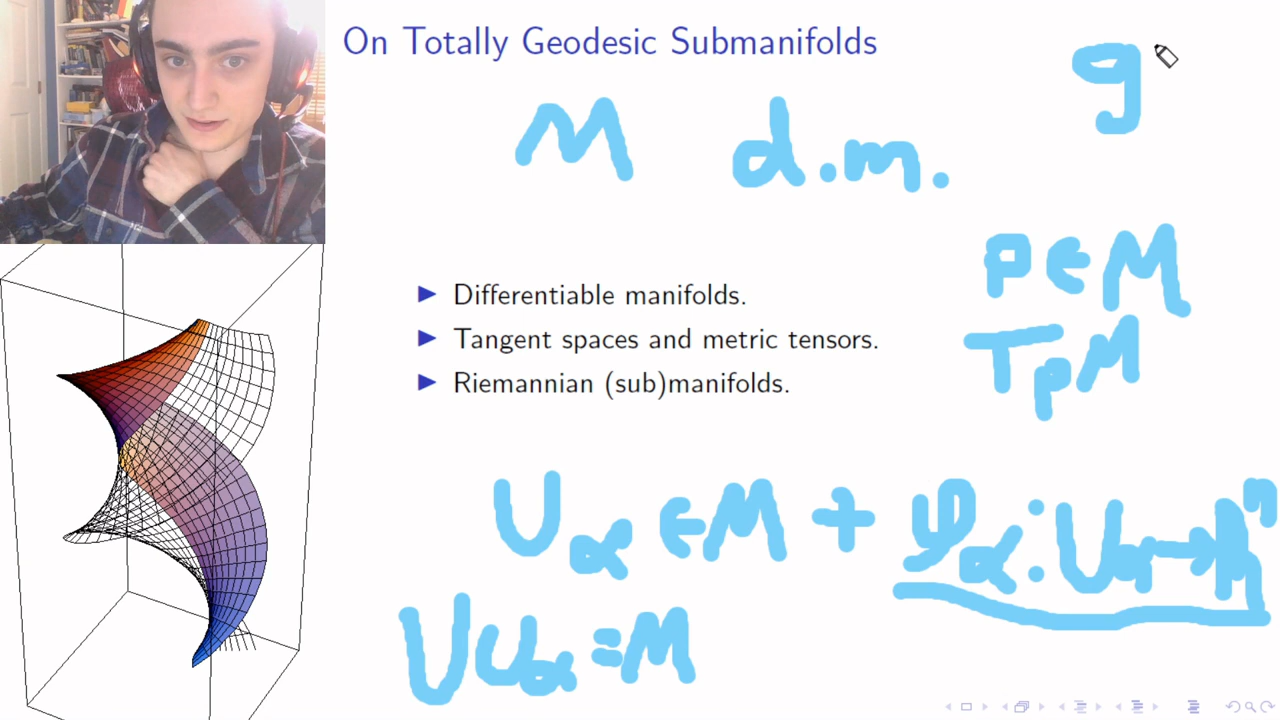 On Totally Geodesic Submanifolds
g
M d.m.
p ∈ M
▶ Differentiable manifolds.
▶ Tangent spaces and metric tensors.
▶ Riemannian (sub)manifolds.
TpM
Uα ∈ M + φα: Uα → Rⁿ
∪Uα = M